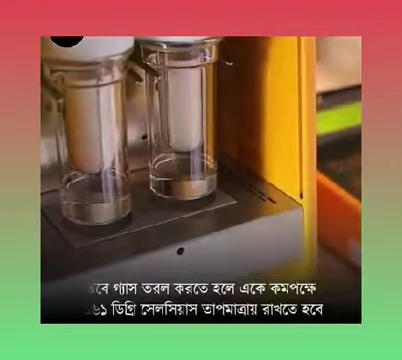 গ্যাস তরল করতে হলে একে কমপক্ষে
ডিগ্রি সেলসিয়াস তাপমাত্রায় রাখতে হবে